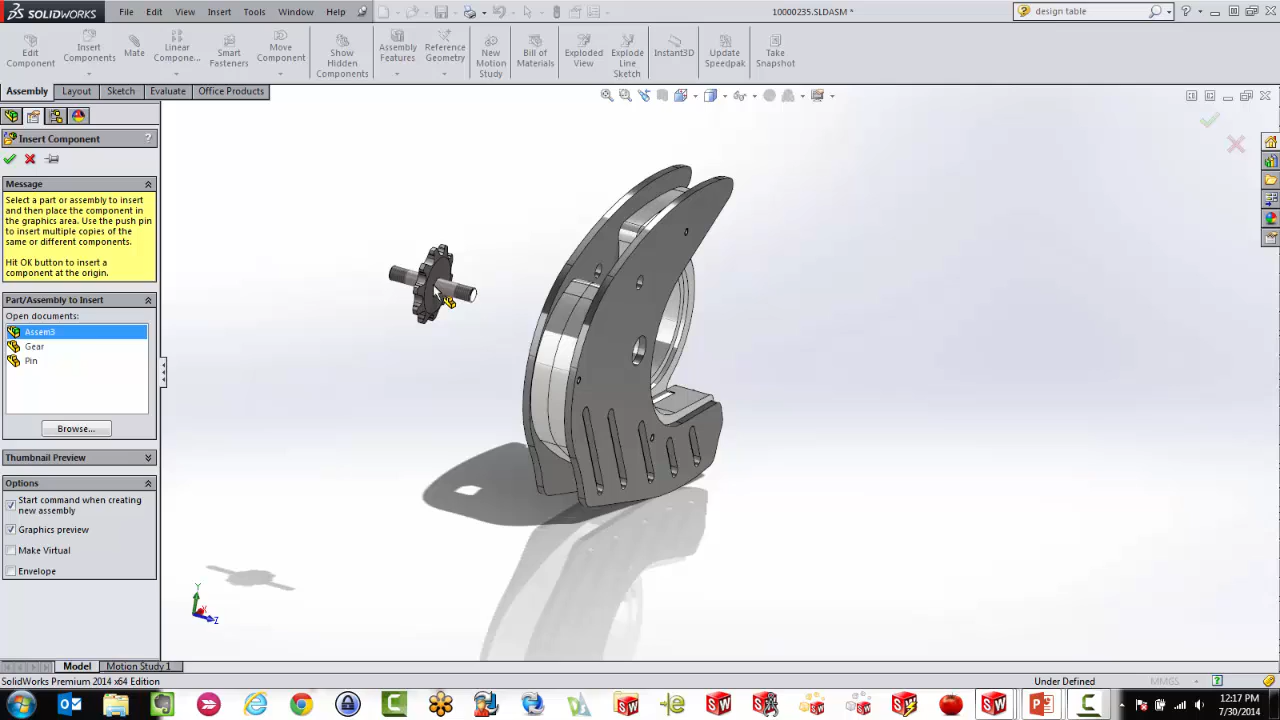 SOLIDWORKS
File Edit View Insert Tools Window Help
10000235.SLDASM *
design table
Edit Component
Insert Components
Mate
Linear Compone...
Smart Fasteners
Move Component
Show Hidden Components
Assembly Features
Reference Geometry
New Motion Study
Bill of Materials
Exploded View
Explode Line Sketch
Instant3D
Update Speedpak
Take Snapshot
Assembly Layout Sketch Evaluate Office Products
Insert Component ?
Message
Select a part or assembly to insert
and then place the component in
the graphics area. Use the push pin
to insert multiple copies of the
same or different components.
Hit OK button to insert a
component at the origin.
Part/Assembly to Insert
Open documents:
Assem3
Gear
Pin
Browse...
Thumbnail Preview
Options
Start command when creating
new assembly
Graphics preview
Make Virtual
Envelope
Y
X
Z
Model Motion Study 1
SolidWorks Premium 2014 x64 Edition
Under Defined
MMGS
12:17 PM
7/30/2014